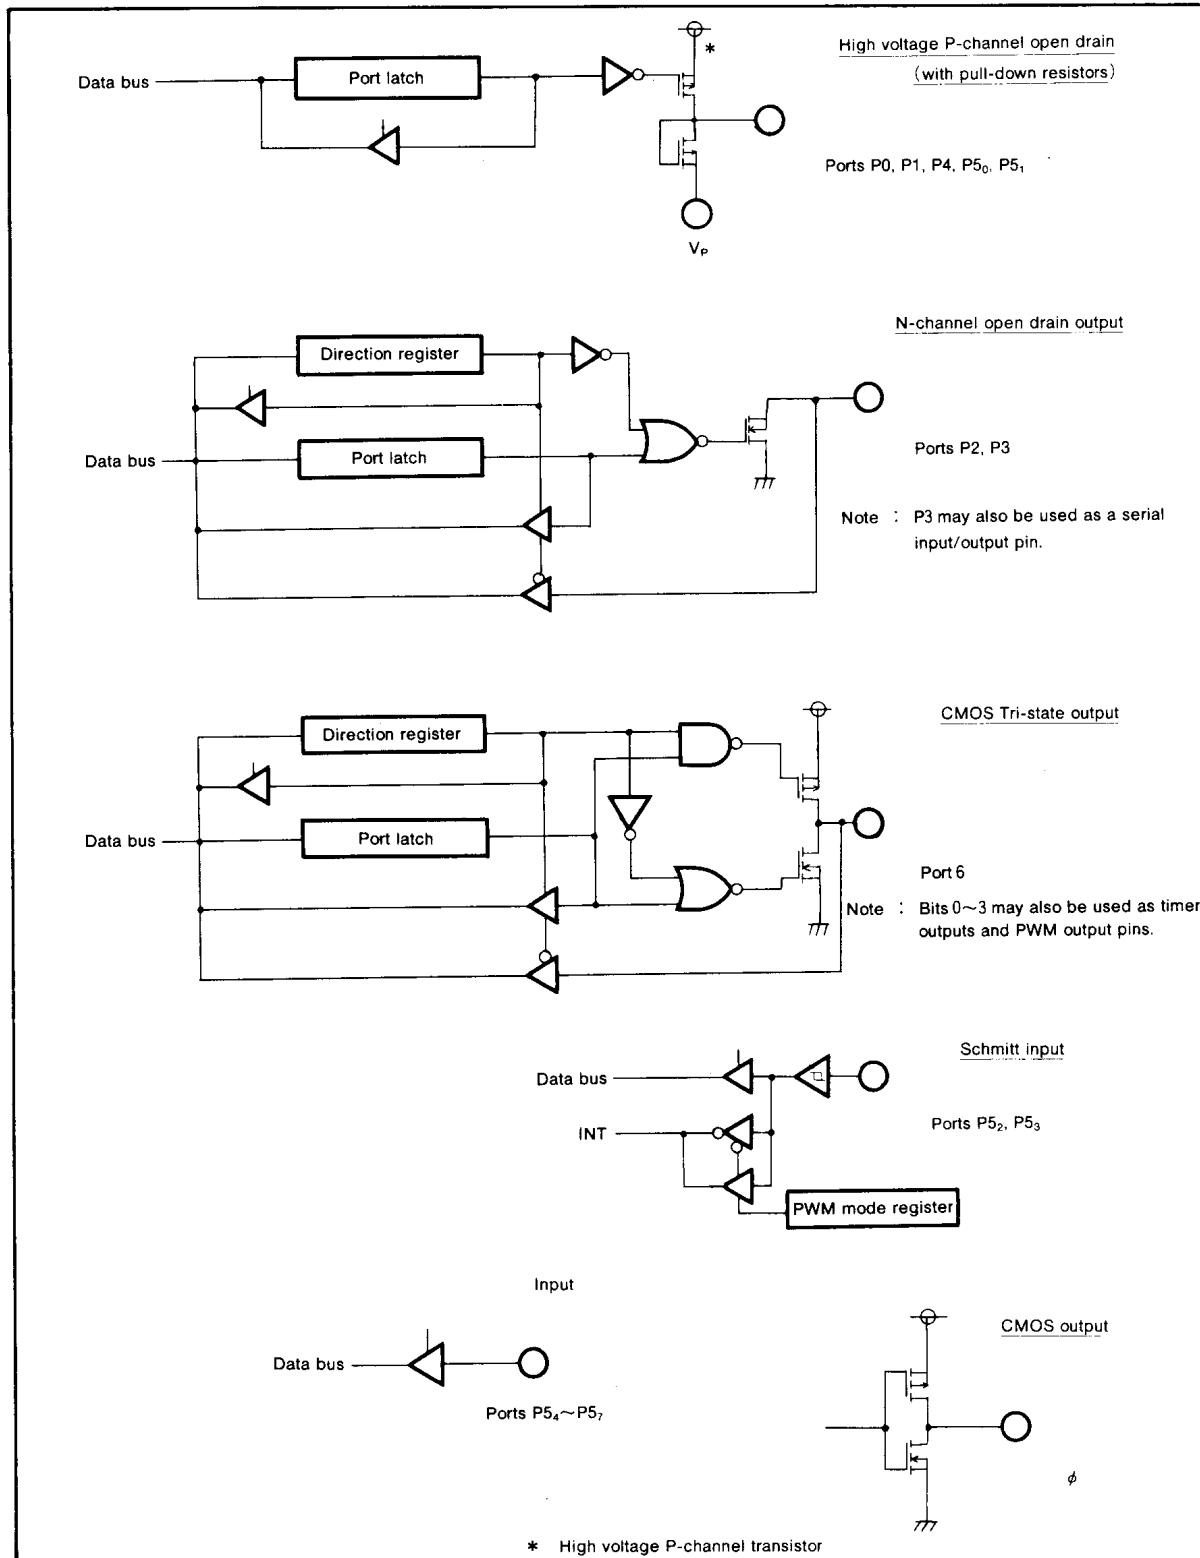 High voltage P-channel open drain
(with pull-down resistors)
*
Data bus
Port latch
Ports P0, P1, P4, P5₀, P5₁
V_P
N-channel open drain output
Direction register
Data bus
Port latch
Ports P2, P3
Note : P3 may also be used as a serial
input/output pin.
CMOS Tri-state output
Direction register
Data bus
Port latch
Port 6
Note : Bits 0~3 may also be used as timer
outputs and PWM output pins.
Schmitt input
Data bus
INT
Ports P5₂, P5₃
PWM mode register
Input
Data bus
Ports P5₄~P5₇
CMOS output
ϕ
* High voltage P-channel transistor